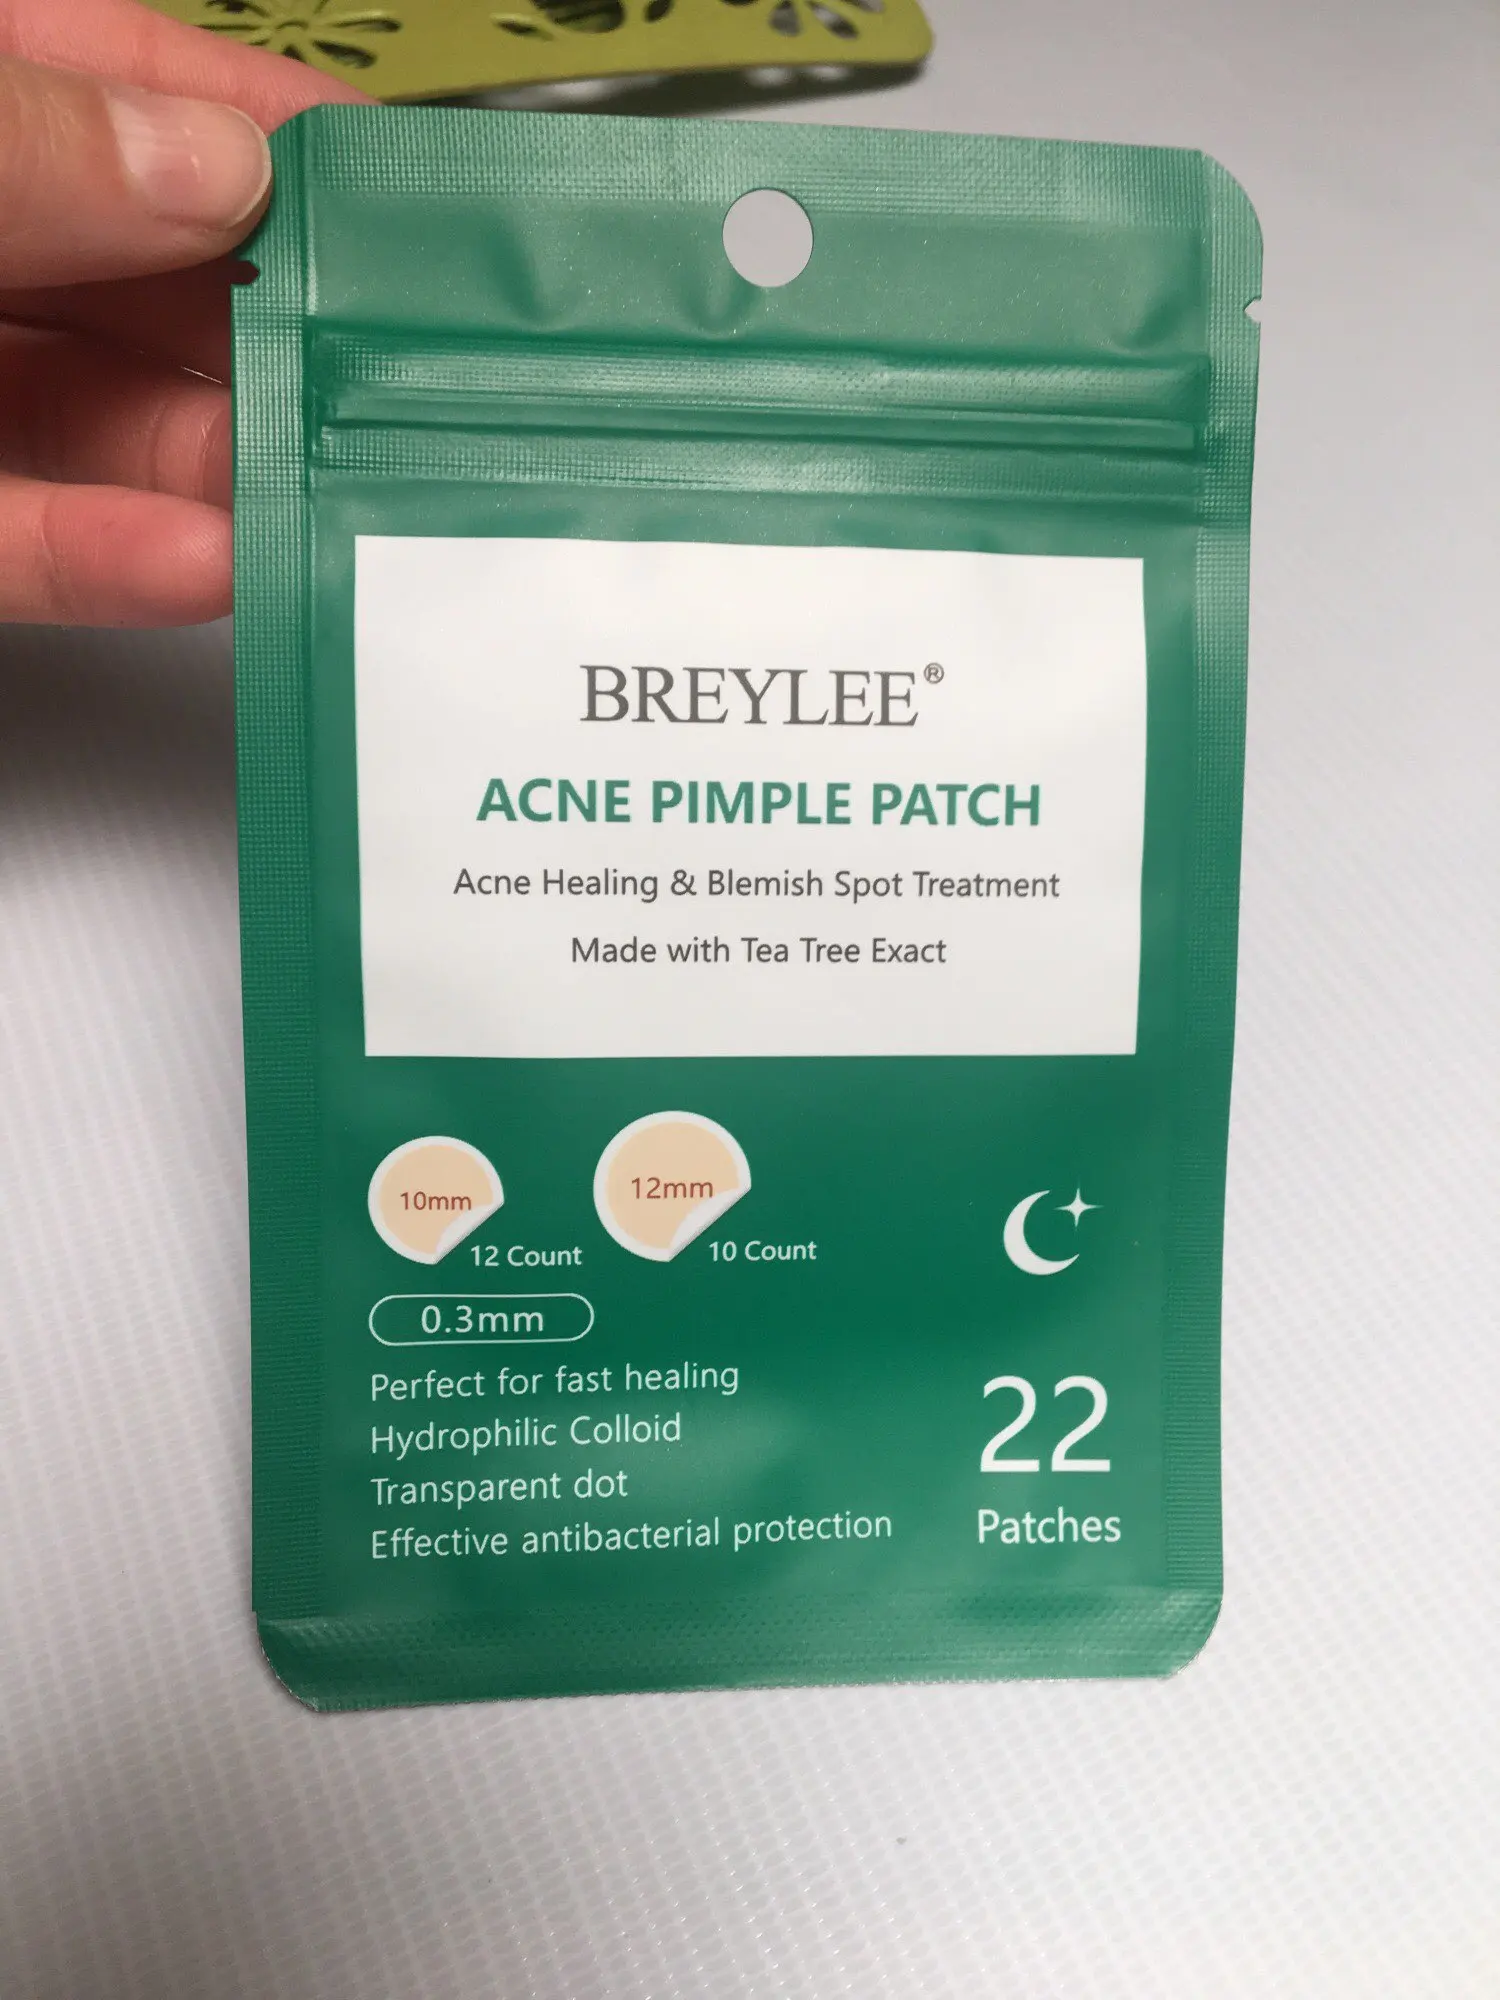 BREYLEE®
ACNE PIMPLE PATCH
Acne Healing & Blemish Spot Treatment
Made with Tea Tree Exact
10mm
12 Count
12mm
10 Count
0.3mm
Perfect for fast healing
Hydrophilic Colloid
Transparent dot
Effective antibacterial protection
22
Patches